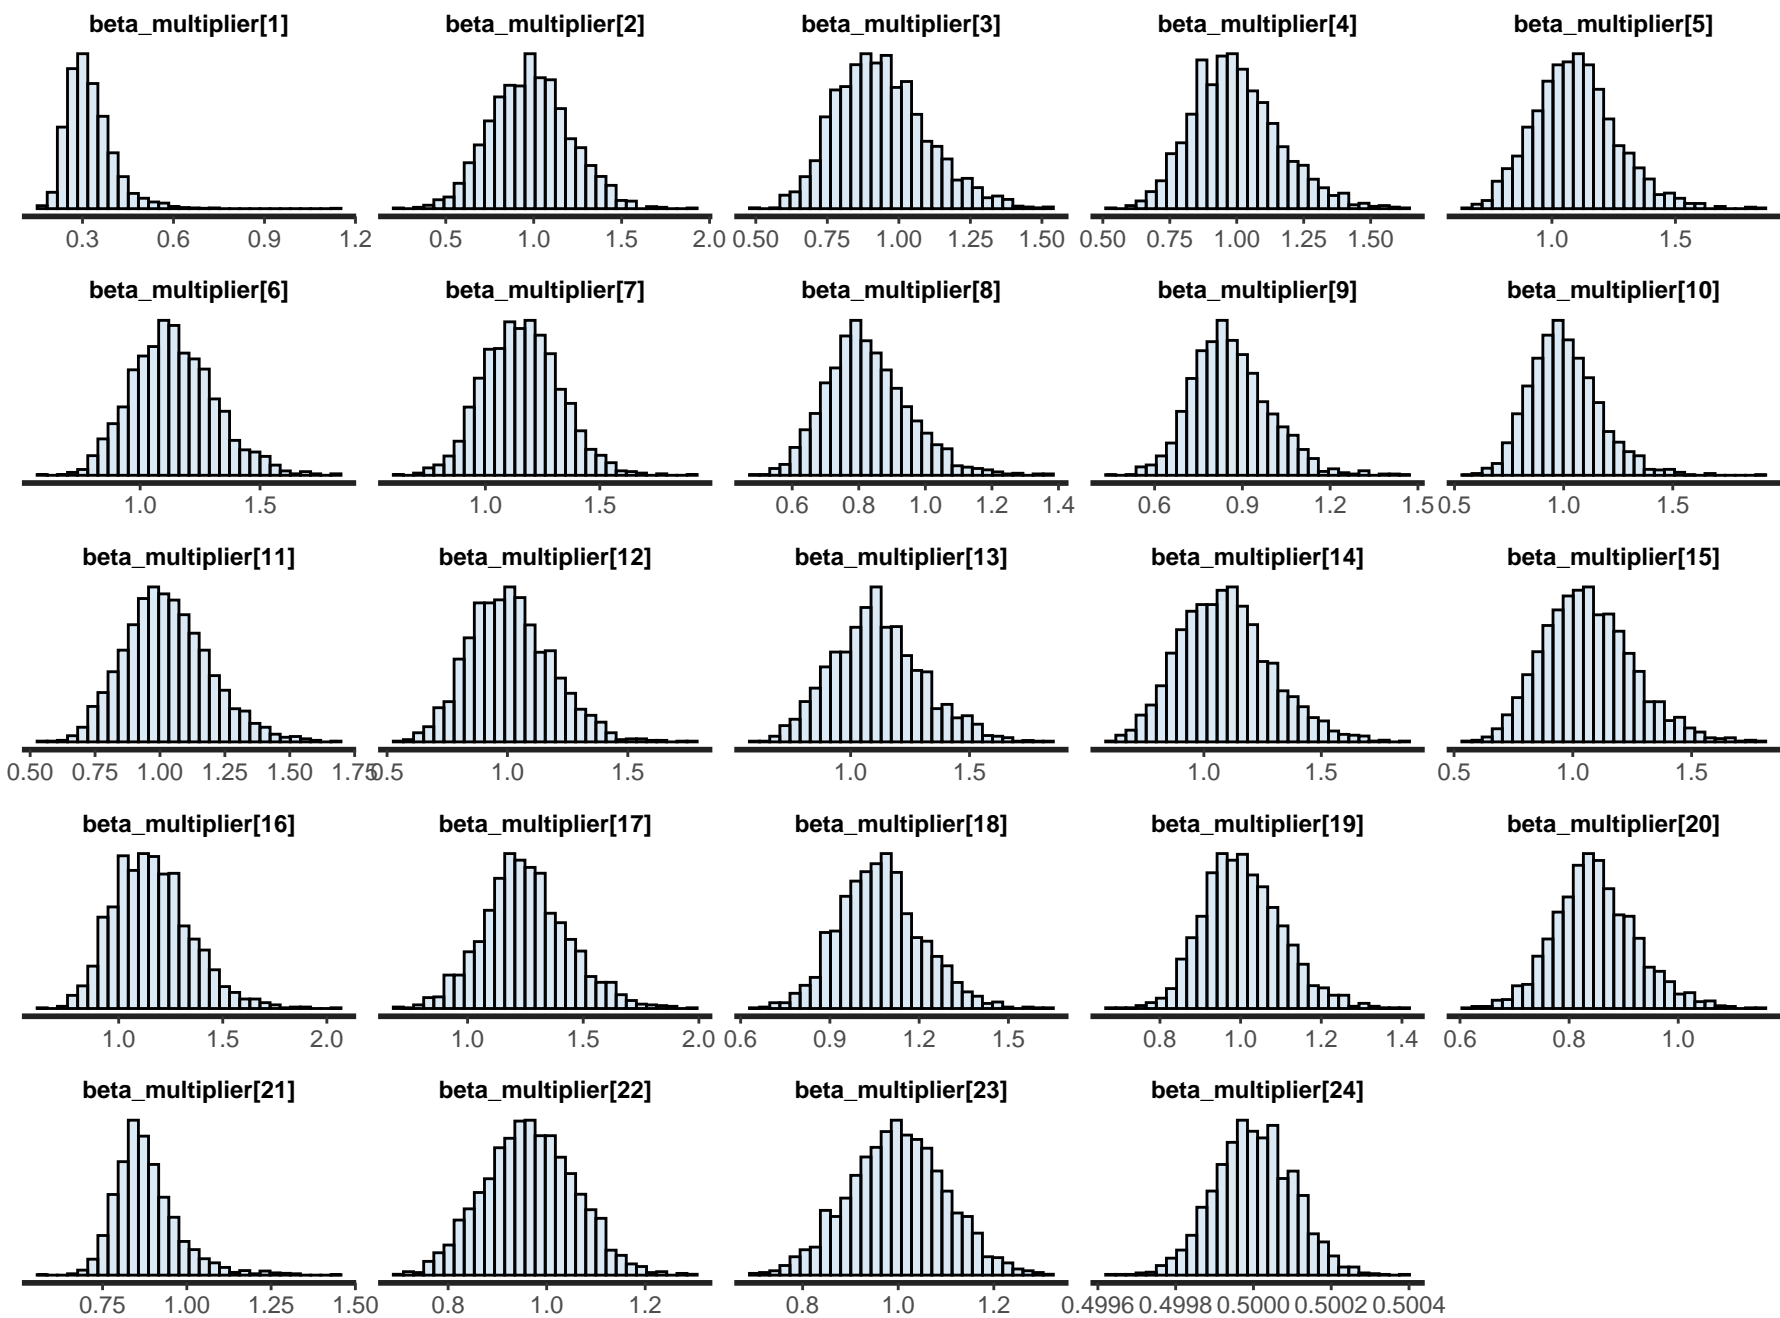 beta_multiplier[1] beta_multiplier[2] beta_multiplier[3] beta_multiplier[4] beta_multiplier[5]
0.3 0.6 0.9 1.2 0.5 1.0 1.5 2.0 0.50 0.75 1.00 1.25 1.50 0.50 0.75 1.00 1.25 1.50 1.0 1.5
beta_multiplier[6] beta_multiplier[7] beta_multiplier[8] beta_multiplier[9] beta_multiplier[10]
1.0 1.5 1.0 1.5 0.6 0.8 1.0 1.2 1.4 0.6 0.9 1.2 1.5 0.5 1.0 1.5
beta_multiplier[11] beta_multiplier[12] beta_multiplier[13] beta_multiplier[14] beta_multiplier[15]
0.50 0.75 1.00 1.25 1.50 1.75 0.5 1.0 1.5 1.0 1.5 1.0 1.5 0.5 1.0 1.5
beta_multiplier[16] beta_multiplier[17] beta_multiplier[18] beta_multiplier[19] beta_multiplier[20]
1.0 1.5 2.0 1.0 1.5 2.0 0.6 0.9 1.2 1.5 0.8 1.0 1.2 1.4 0.6 0.8 1.0
beta_multiplier[21] beta_multiplier[22] beta_multiplier[23] beta_multiplier[24]
0.75 1.00 1.25 1.50 0.8 1.0 1.2 0.8 1.0 1.2 0.4996 0.4998 0.5000 0.5002 0.5004